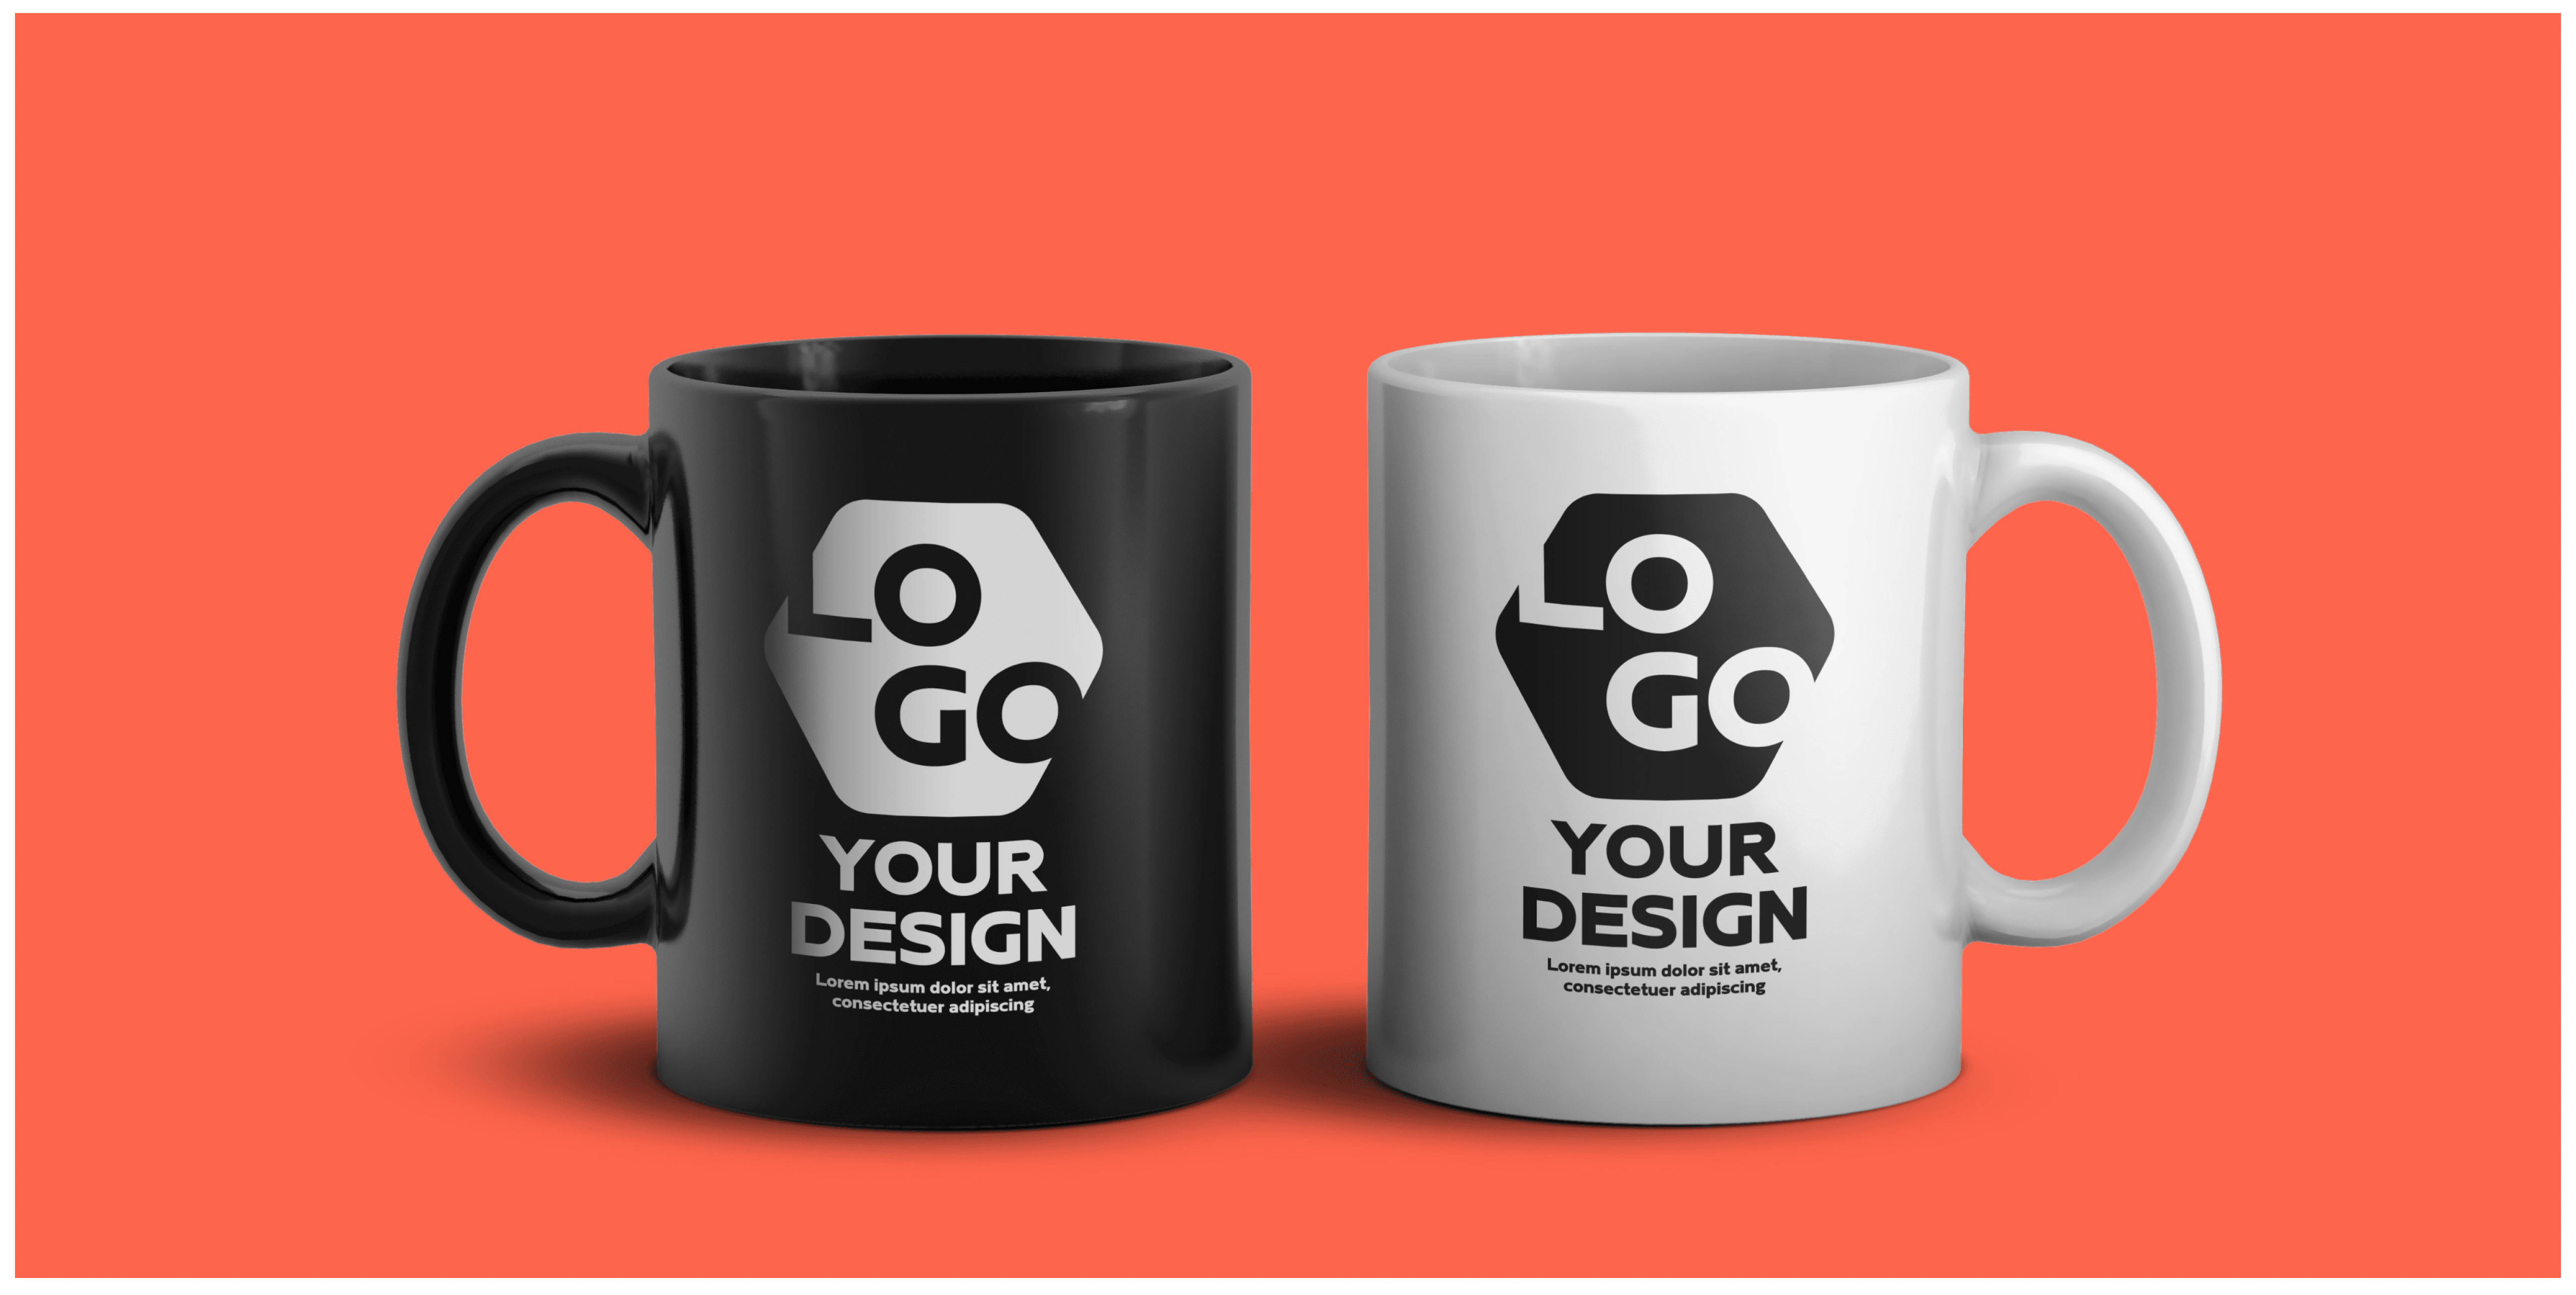 LO
GO
YOUR
DESIGN
Lorem ipsum dolor sit amet,
consectetuer adipiscing
LO
GO
YOUR
DESIGN
Lorem ipsum dolor sit amet,
consectetuer adipiscing